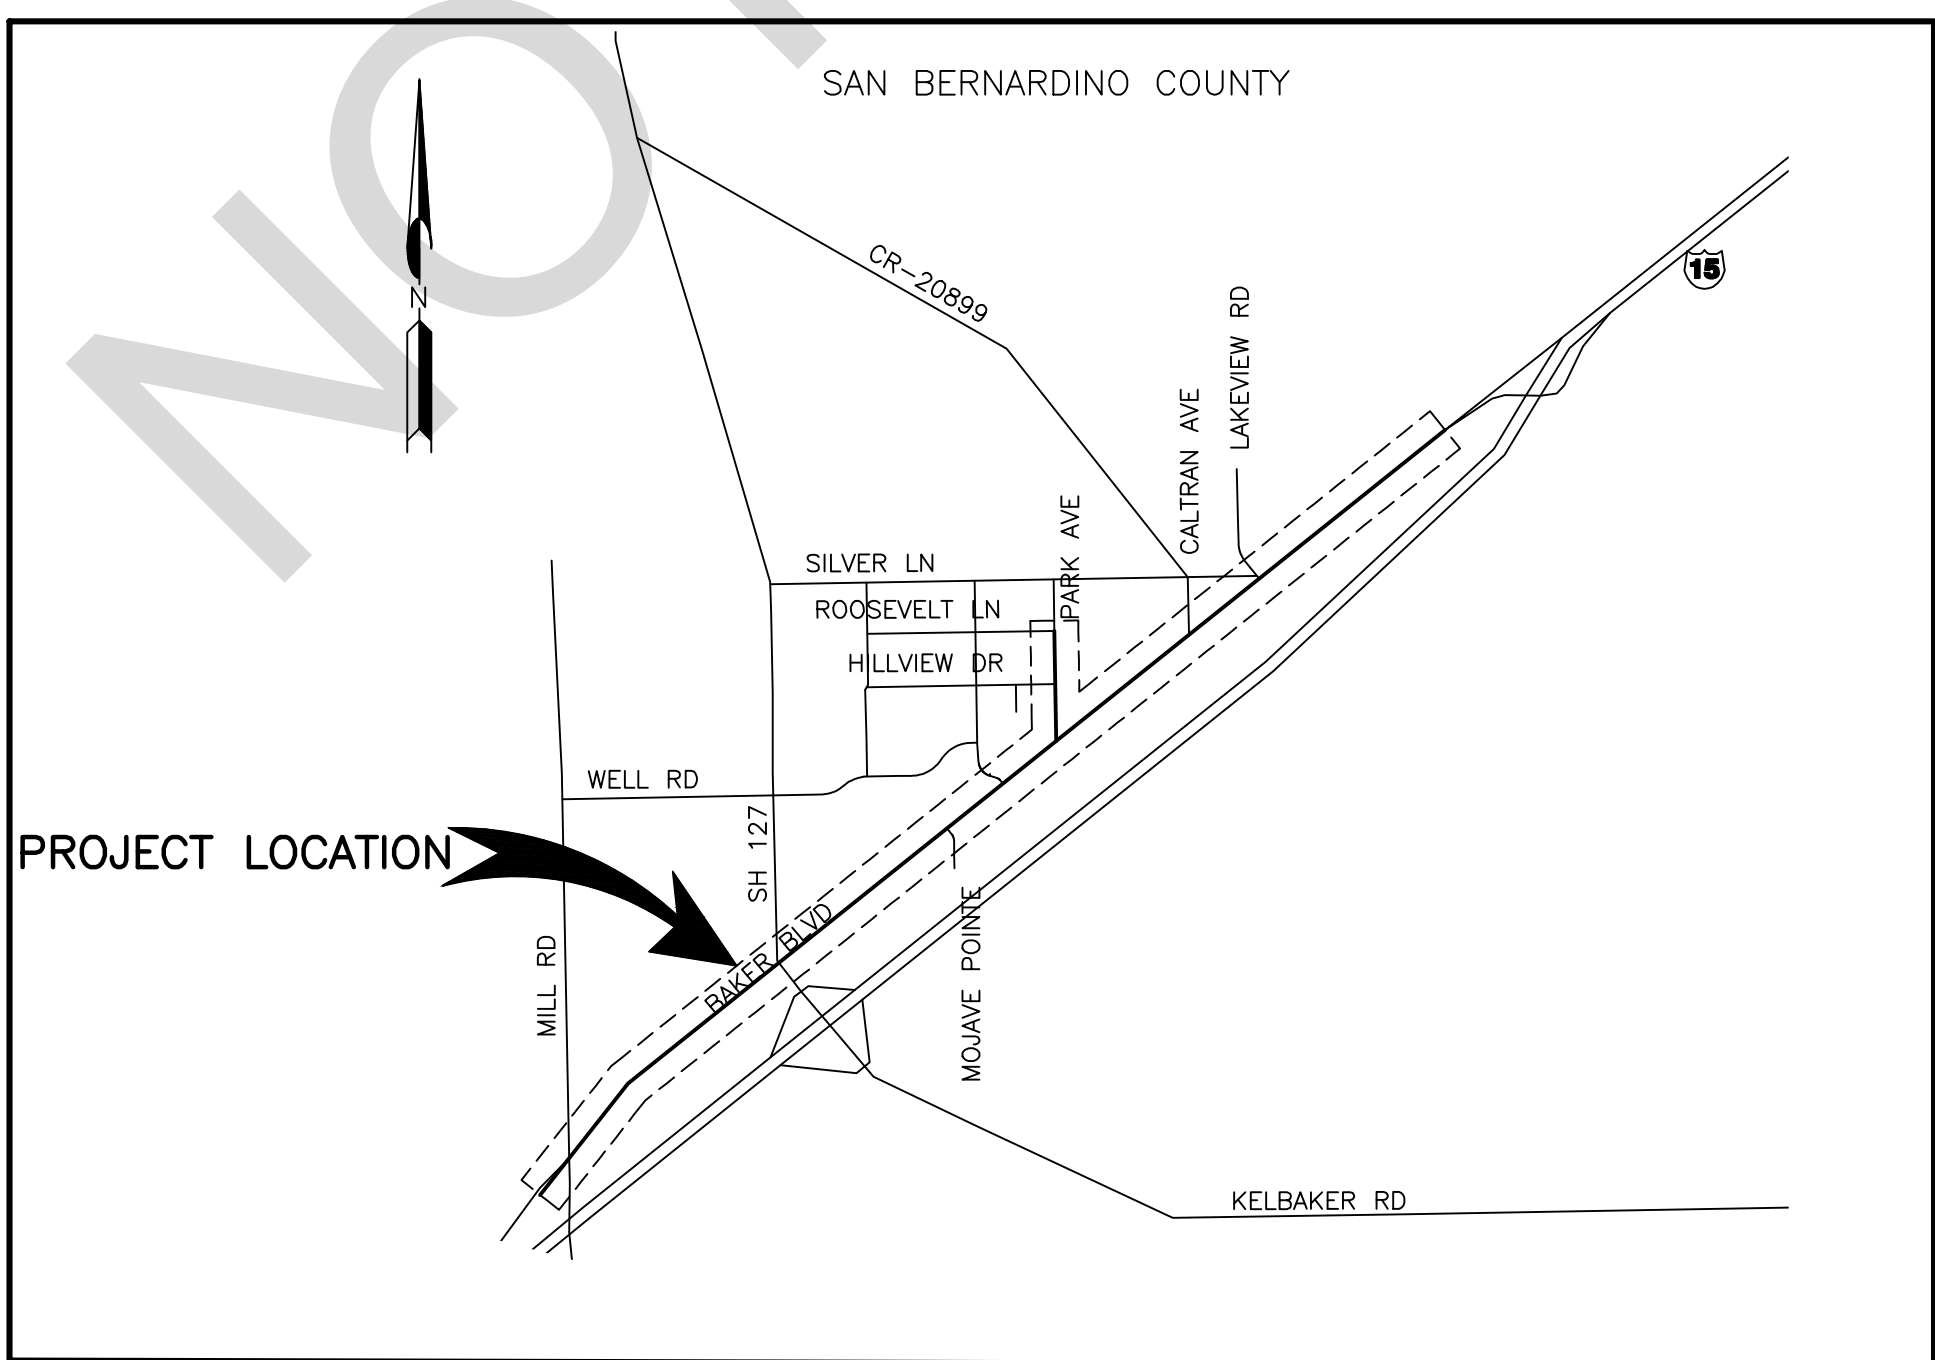 SAN BERNARDINO COUNTY
N
CR-20899
15
LAKEVIEW RD
CALTRAN AVE
PARK AVE
SILVER LN
ROOSEVELT LN
HILLVIEW DR
WELL RD
SH 127
PROJECT LOCATION
BAKER BLVD
MILL RD
MOJAVE POINTE
KELBAKER RD